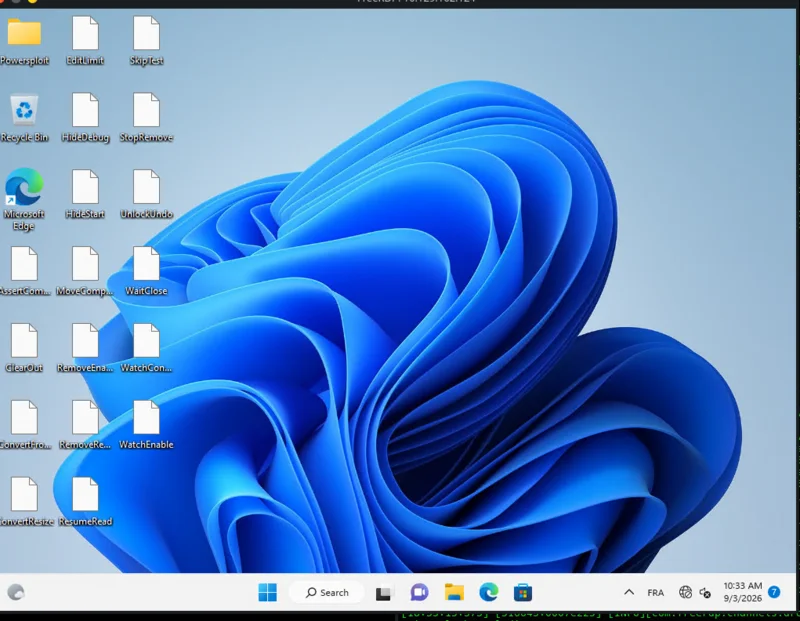 Powersploit
EditLimit
SkipTest
Recycle Bin
HideDebug
StopRemove
Microsoft
Edge
HideStart
UnlockUndo
AssertCom...
MoveComp...
WaitClose
ClearOut
RemoveEna...
WatchCon...
ConvertFro...
RemoveRe...
WatchEnable
ConvertResize
ResumeRead
Search
FRA
10:33 AM
9/3/2026
7